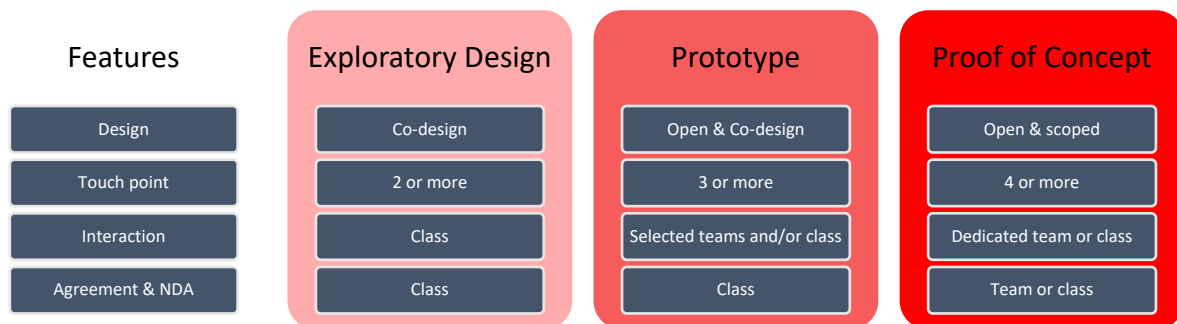 Features
Exploratory Design
Prototype
Proof of Concept
Design
Co-design
Open & Co-design
Open & scoped
Touch point
2 or more
3 or more
4 or more
Interaction
Class
Selected teams and/or class
Dedicated team or class
Agreement & NDA
Class
Class
Team or class